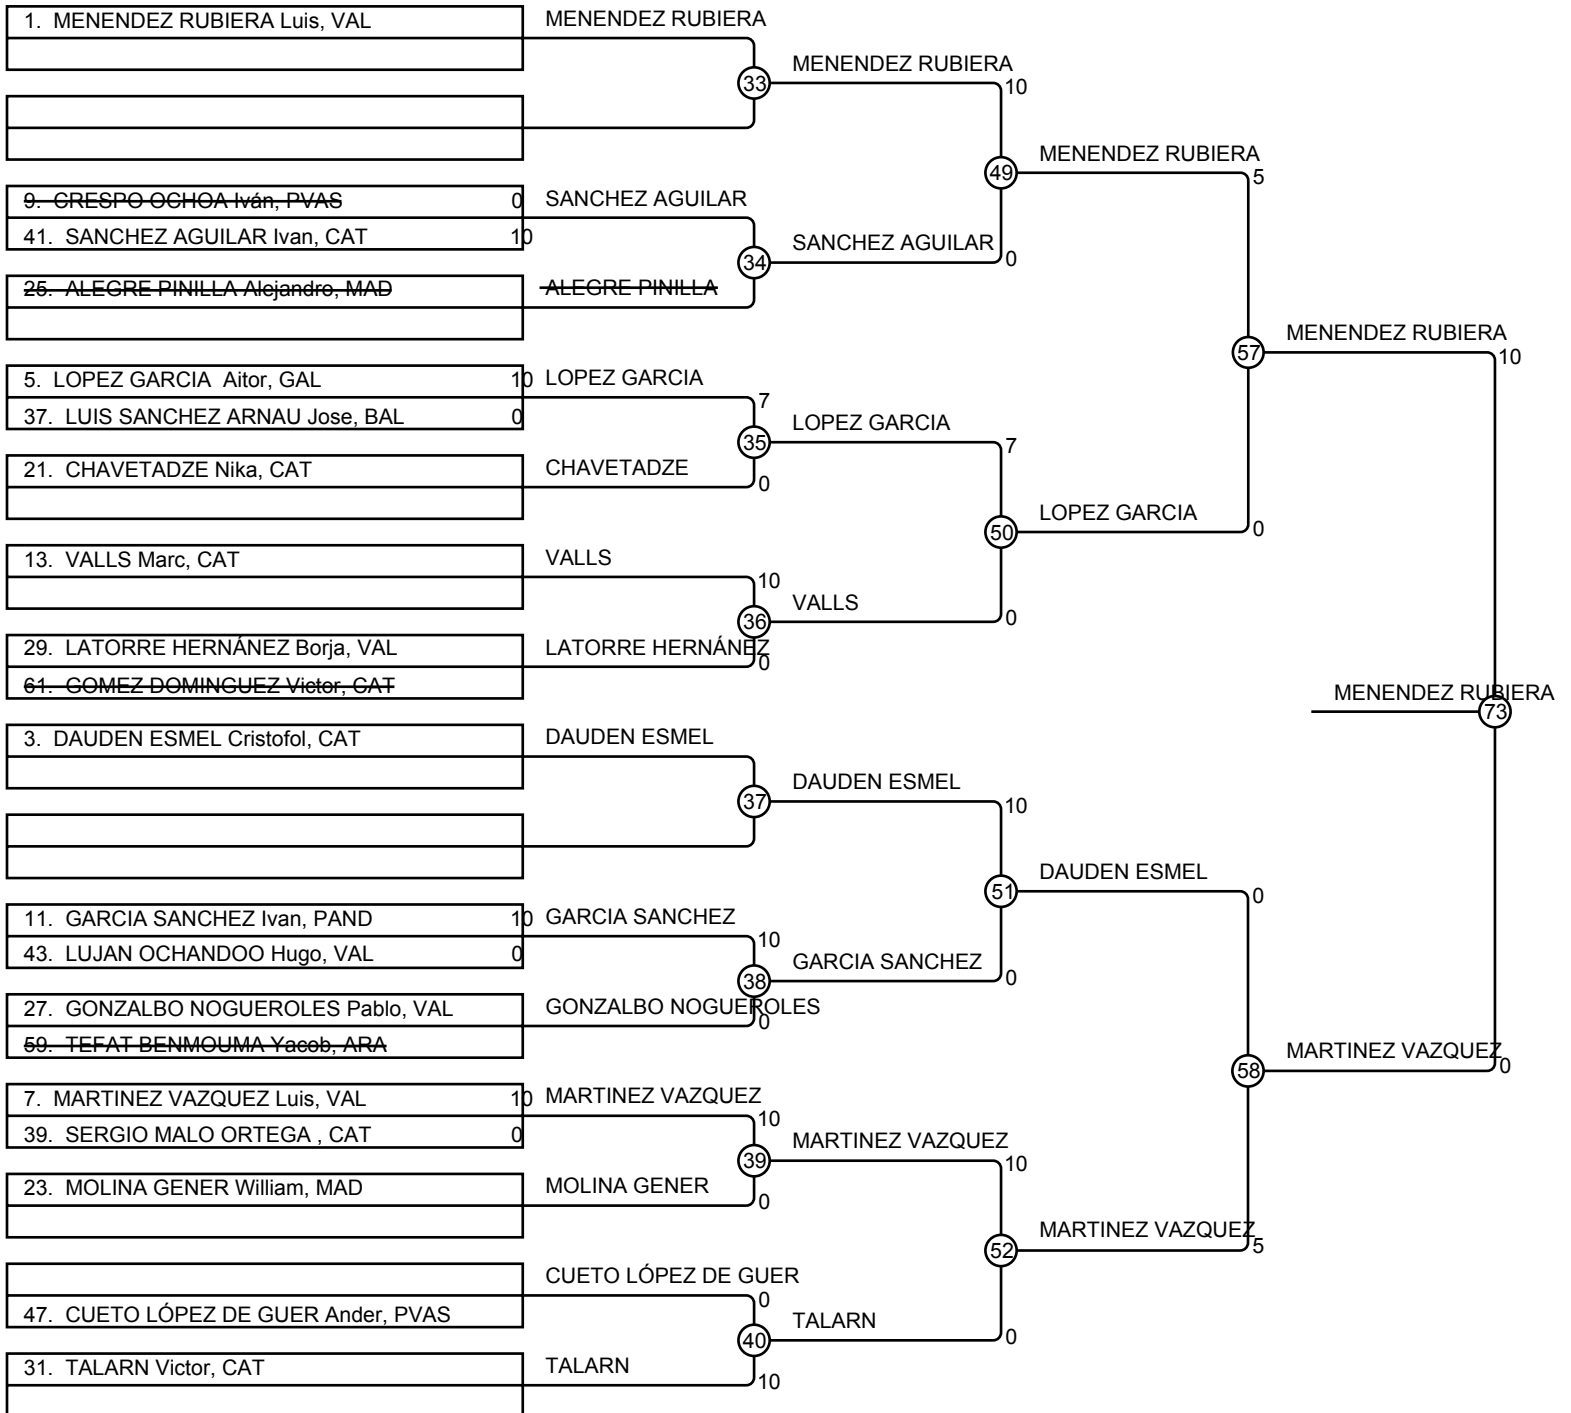 1. MENENDEZ RUBIERA Luis, VAL
MENENDEZ RUBIERA
33
MENENDEZ RUBIERA
10
49
MENENDEZ RUBIERA
5
9. CRESPO OCHOA Iván, PVAS 0
SANCHEZ AGUILAR
41. SANCHEZ AGUILAR Ivan, CAT 10
34
SANCHEZ AGUILAR
0
25. ALEGRE PINILLA Alejandro, MAD
ALEGRE PINILLA
57
MENENDEZ RUBIERA
10
5. LOPEZ GARCIA Aitor, GAL 10
LOPEZ GARCIA
7
37. LUIS SANCHEZ ARNAU Jose, BAL 0
35
LOPEZ GARCIA
7
21. CHAVETADZE Nika, CAT
CHAVETADZE
0
50
LOPEZ GARCIA
0
13. VALLS Marc, CAT
VALLS
10
36
VALLS
0
29. LATORRE HERNÁNEZ Borja, VAL
LATORRE HERNÁNEZ
0
61. GOMEZ DOMINGUEZ Victor, CAT
MENENDEZ RUBIERA
73
3. DAUDEN ESMEL Cristofol, CAT
DAUDEN ESMEL
37
DAUDEN ESMEL
10
51
DAUDEN ESMEL
0
11. GARCIA SANCHEZ Ivan, PAND 10
GARCIA SANCHEZ
10
43. LUJAN OCHANDOO Hugo, VAL 0
38
GARCIA SANCHEZ
0
27. GONZALBO NOGUEROLES Pablo, VAL
GONZALBO NOGUEROLES
0
59. TEFAT BENMOUMA Yacob, ARA
58
MARTINEZ VAZQUEZ
0
7. MARTINEZ VAZQUEZ Luis, VAL 10
MARTINEZ VAZQUEZ
10
39. SERGIO MALO ORTEGA , CAT 0
39
MARTINEZ VAZQUEZ
10
23. MOLINA GENER William, MAD
MOLINA GENER
0
52
MARTINEZ VAZQUEZ
5
CUETO LÓPEZ DE GUER
0
47. CUETO LÓPEZ DE GUER Ander, PVAS
40
TALARN
0
31. TALARN Victor, CAT
TALARN
10